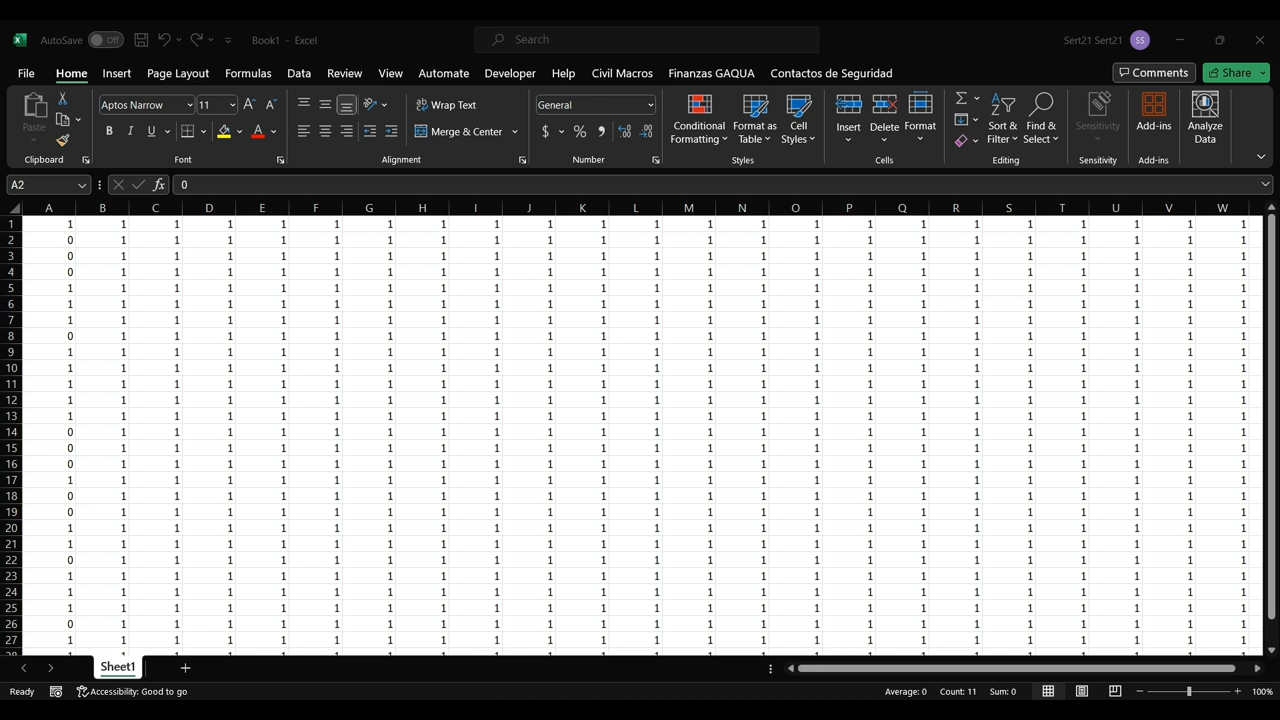 AutoSave Off Book1 - Excel Search Sert21 Sert21 SS
File Home Insert Page Layout Formulas Data Review View Automate Developer Help Civil Macros Finanzas GAQUA Contactos de Seguridad Comments Share
Paste Aptos Narrow 11 Wrap Text General Conditional Formatting Format as Table Cell Styles Insert Delete Format Sort & Filter Find & Select Sensitivity Add-ins Analyze Data
B I U Merge & Center $ % ,
Clipboard Font Alignment Number Styles Cells Editing Sensitivity Add-ins
A2 fx 0
A B C D E F G H I J K L M N O P Q R S T U V W
1 1 1 1 1 1 1 1 1 1 1 1 1 1 1 1 1 1 1 1 1 1 1 1
2 0 1 1 1 1 1 1 1 1 1 1 1 1 1 1 1 1 1 1 1 1 1 1
3 0 1 1 1 1 1 1 1 1 1 1 1 1 1 1 1 1 1 1 1 1 1 1
4 0 1 1 1 1 1 1 1 1 1 1 1 1 1 1 1 1 1 1 1 1 1 1
5 1 1 1 1 1 1 1 1 1 1 1 1 1 1 1 1 1 1 1 1 1 1 1
6 1 1 1 1 1 1 1 1 1 1 1 1 1 1 1 1 1 1 1 1 1 1 1
7 1 1 1 1 1 1 1 1 1 1 1 1 1 1 1 1 1 1 1 1 1 1 1
8 0 1 1 1 1 1 1 1 1 1 1 1 1 1 1 1 1 1 1 1 1 1 1
9 1 1 1 1 1 1 1 1 1 1 1 1 1 1 1 1 1 1 1 1 1 1 1
10 1 1 1 1 1 1 1 1 1 1 1 1 1 1 1 1 1 1 1 1 1 1 1
11 1 1 1 1 1 1 1 1 1 1 1 1 1 1 1 1 1 1 1 1 1 1 1
12 1 1 1 1 1 1 1 1 1 1 1 1 1 1 1 1 1 1 1 1 1 1 1
13 1 1 1 1 1 1 1 1 1 1 1 1 1 1 1 1 1 1 1 1 1 1 1
14 0 1 1 1 1 1 1 1 1 1 1 1 1 1 1 1 1 1 1 1 1 1 1
15 0 1 1 1 1 1 1 1 1 1 1 1 1 1 1 1 1 1 1 1 1 1 1
16 0 1 1 1 1 1 1 1 1 1 1 1 1 1 1 1 1 1 1 1 1 1 1
17 1 1 1 1 1 1 1 1 1 1 1 1 1 1 1 1 1 1 1 1 1 1 1
18 0 1 1 1 1 1 1 1 1 1 1 1 1 1 1 1 1 1 1 1 1 1 1
19 0 1 1 1 1 1 1 1 1 1 1 1 1 1 1 1 1 1 1 1 1 1 1
20 1 1 1 1 1 1 1 1 1 1 1 1 1 1 1 1 1 1 1 1 1 1 1
21 1 1 1 1 1 1 1 1 1 1 1 1 1 1 1 1 1 1 1 1 1 1 1
22 0 1 1 1 1 1 1 1 1 1 1 1 1 1 1 1 1 1 1 1 1 1 1
23 1 1 1 1 1 1 1 1 1 1 1 1 1 1 1 1 1 1 1 1 1 1 1
24 1 1 1 1 1 1 1 1 1 1 1 1 1 1 1 1 1 1 1 1 1 1 1
25 1 1 1 1 1 1 1 1 1 1 1 1 1 1 1 1 1 1 1 1 1 1 1
26 0 1 1 1 1 1 1 1 1 1 1 1 1 1 1 1 1 1 1 1 1 1 1
27 1 1 1 1 1 1 1 1 1 1 1 1 1 1 1 1 1 1 1 1 1 1 1
Sheet1
Ready Accessibility: Good to go Average: 0 Count: 11 Sum: 0 100%